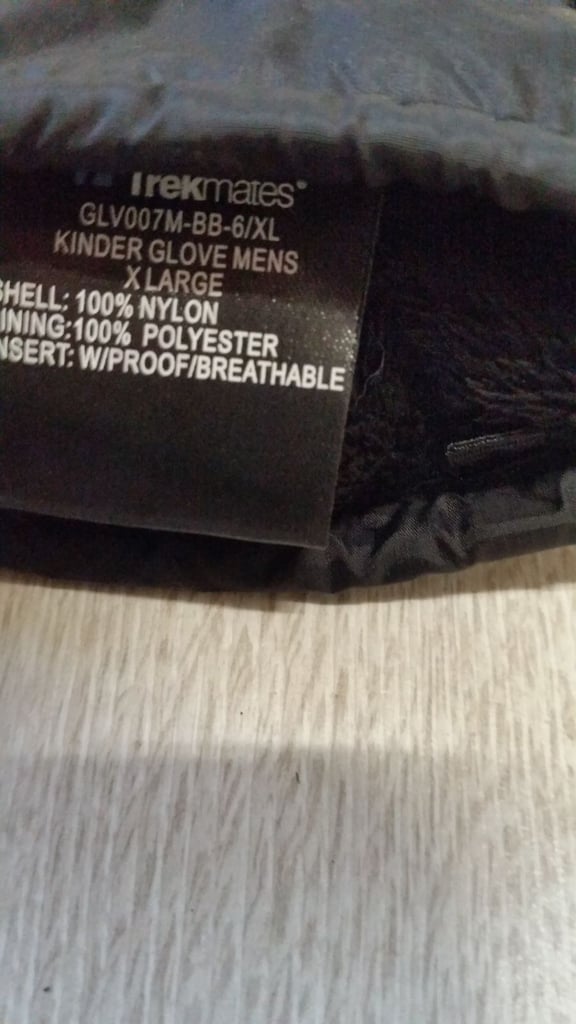 Trekmates®
GLV007M-BB-6/XL
KINDER GLOVE MENS
X LARGE
SHELL: 100% NYLON
INING:100% POLYESTER
NSERT: W/PROOF/BREATHABLE